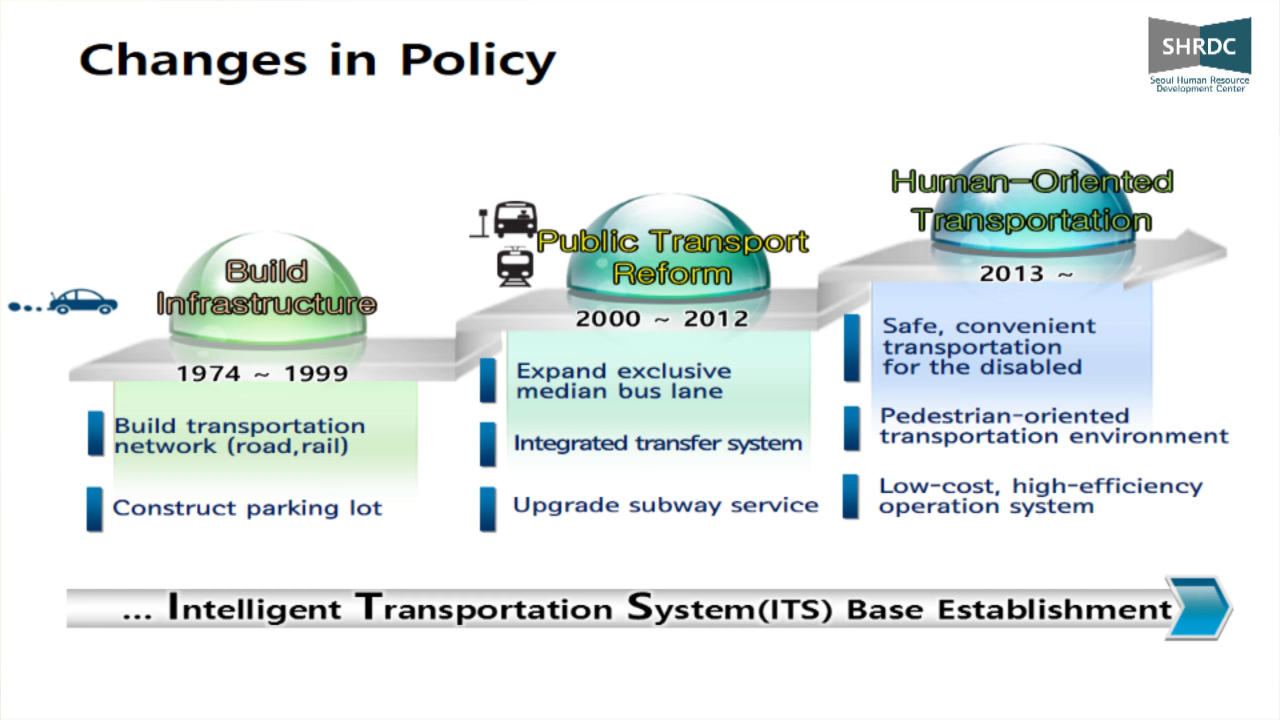 Changes in Policy
SHRDC
Seoul Human Resource
Development Center
Build
Infrastructure
1974 ~ 1999
Build transportation
network (road,rail)
Construct parking lot
Public Transport
Reform
2000 ~ 2012
Expand exclusive
median bus lane
Integrated transfer system
Upgrade subway service
Human-Oriented
Transportation
2013 ~
Safe, convenient
transportation
for the disabled
Pedestrian-oriented
transportation environment
Low-cost, high-efficiency
operation system
... Intelligent Transportation System(ITS) Base Establishment